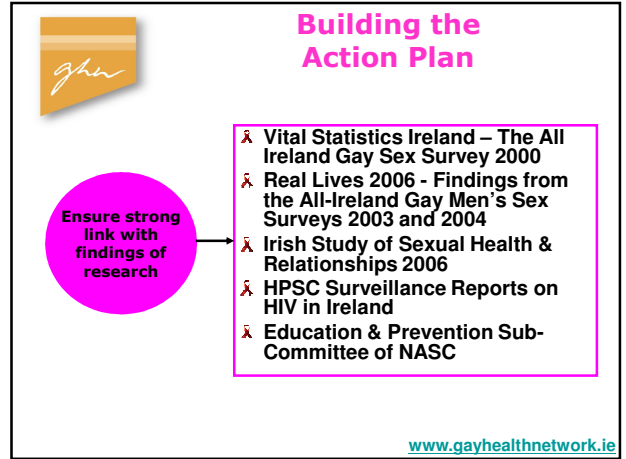 Building the
Action Plan
ghn
Ensure strong
link with
findings of
research
Vital Statistics Ireland – The All
Ireland Gay Sex Survey 2000
Real Lives 2006 - Findings from
the All-Ireland Gay Men's Sex
Surveys 2003 and 2004
Irish Study of Sexual Health &
Relationships 2006
HPSC Surveillance Reports on
HIV in Ireland
Education & Prevention Sub-
Committee of NASC
www.gayhealthnetwork.ie